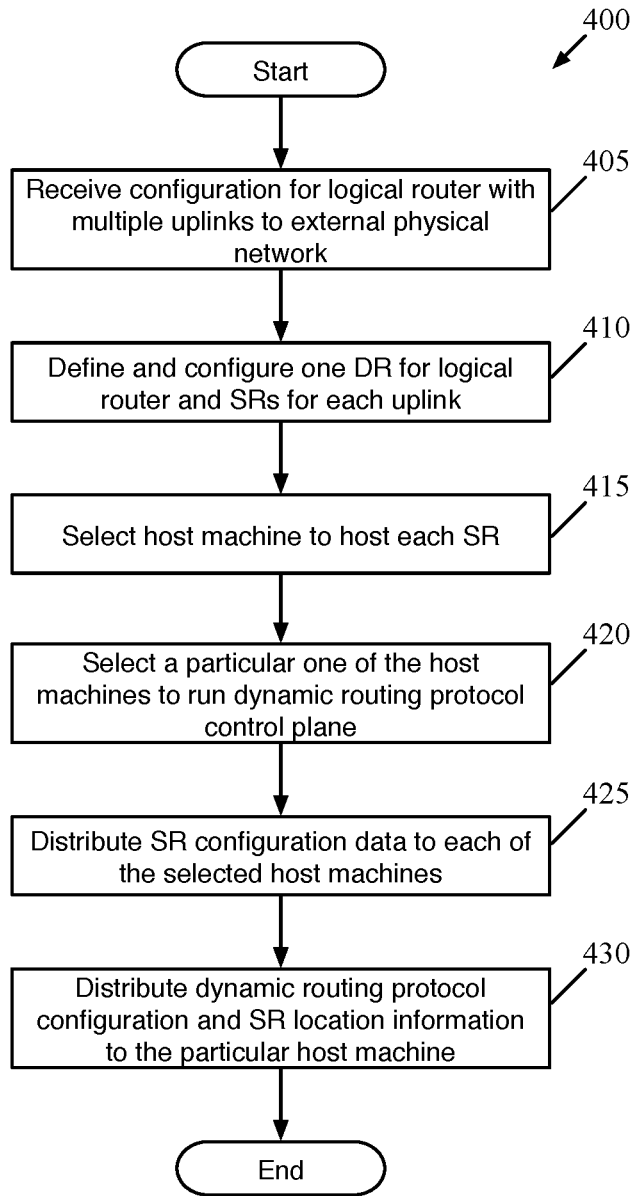 400
Start
405
Receive configuration for logical router with
multiple uplinks to external physical
network
410
Define and configure one DR for logical
router and SRs for each uplink
415
Select host machine to host each SR
420
Select a particular one of the host
machines to run dynamic routing protocol
control plane
425
Distribute SR configuration data to each of
the selected host machines
430
Distribute dynamic routing protocol
configuration and SR location information
to the particular host machine
End